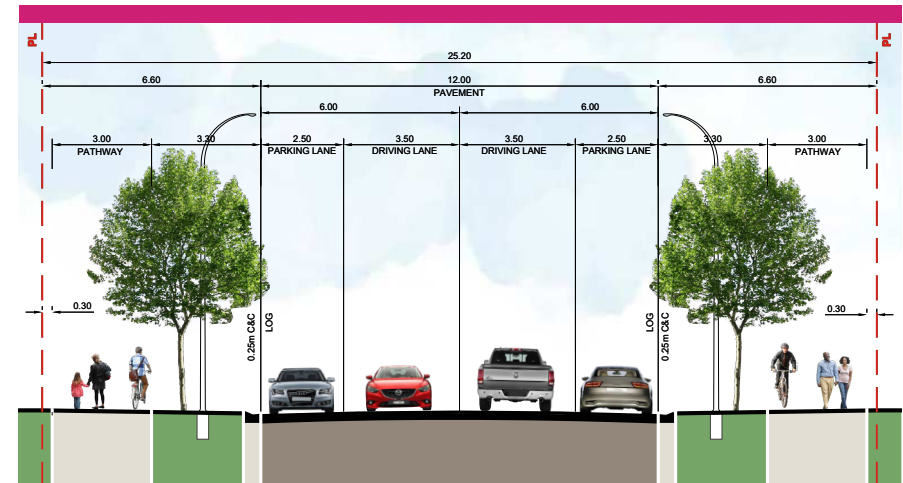 PL
PL
25.20
6.60
12.00
6.60
PAVEMENT
6.00
6.00
3.00
3.30
2.50
3.50
3.50
2.50
3.30
3.00
PATHWAY
PARKING LANE
DRIVING LANE
DRIVING LANE
PARKING LANE
PATHWAY
0.30
0.30
0.25m C&C
LOG
LOG
0.25m C&C